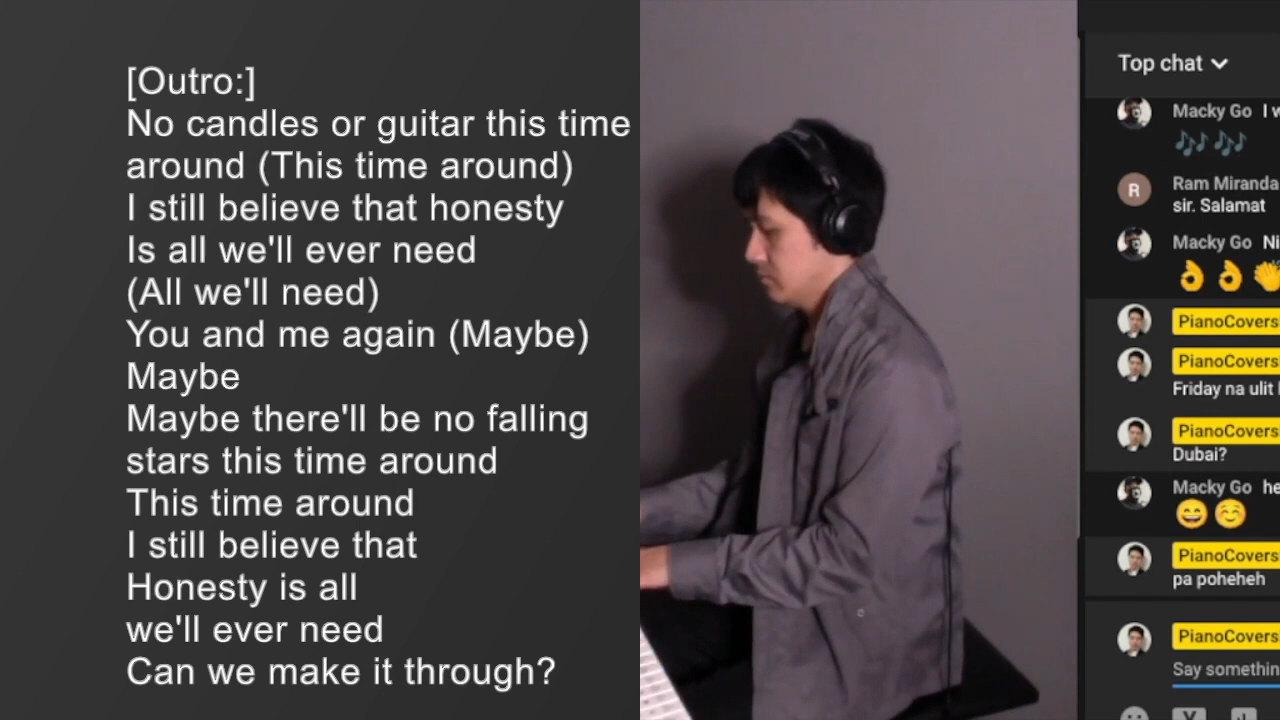 [Outro:]
No candles or guitar this time
around (This time around)
I still believe that honesty
Is all we'll ever need
(All we'll need)
You and me again (Maybe)
Maybe
Maybe there'll be no falling
stars this time around
This time around
I still believe that
Honesty is all
we'll ever need
Can we make it through?
Top chat
Macky Go I w
R
Ram Miranda
sir. Salamat
Macky Go Ni
PianoCovers
PianoCovers
Friday na ulit
PianoCovers
Dubai?
Macky Go he
PianoCovers
pa poheheh
PianoCovers
Say somethin